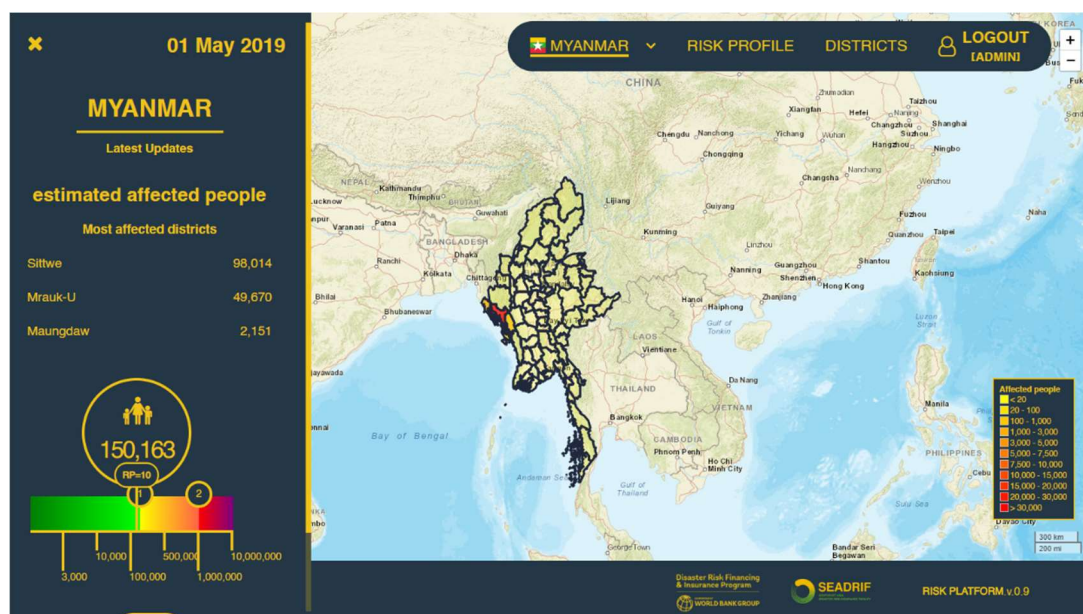 01 May 2019
MYANMAR
Latest Updates
estimated affected people
Most affected districts
Sittwe 98,014
Mrauk-U 49,670
Maungdaw 2,151
150,163
RP=10
1 2
10,000 500,000 10,000,000
3,000 100,000 1,000,000
MYANMAR RISK PROFILE DISTRICTS LOGOUT
[ADMIN]
+
−
CHINA
Zhumadian
Xiangfan
Hefei
Nanjing
Taizhou
Changzhou
Suzhou
Shanghai
Hangzhou
Ningbo
Chengdu
Nanchong
Yichang
Wuhan
Chongqing
Changsha
Nanchang
Wenzhou
NEPAL
Kathmandu
Thimphu
BHUTAN
Lucknow
Guwahati
Lijiang
Guiyang
Fuzhou
Naha
Varanasi
Patna
Kunming
Linzhou
Quanzhou
Taipei
BANGLADESH
Dhaka
Ranchi
Kolkata
Nanning
Guangzhou
Shenzhen
Hong Kong
Shantou
Kaohsiung
Bhilai
Bhubaneswar
Hanoi
Haiphong
Zhanjiang
Gulf of
Tonkin
Luzon
Strait
LAOS
Vientiane
THAILAND
Da Nang
VIETNAM
Bay of Bengal
Bangkok
CAMBODIA
Phnom Penh
Ho Chi
Minh City
Gulf of
Thailand
Manila
PHILIPPINES
Cebu
Sulu Sea
Davao City
George Town
Bandar Seri
Begawan
Affected people
< 20
20 - 100
100 - 1,000
1,000 - 3,000
3,000 - 5,000
5,000 - 7,500
7,500 - 10,000
10,000 - 15,000
15,000 - 20,000
20,000 - 30,000
> 30,000
300 km
200 mi
Disaster Risk Financing
& Insurance Program
WORLD BANK GROUP
SEADRIF
RISK PLATFORM.v.0.9